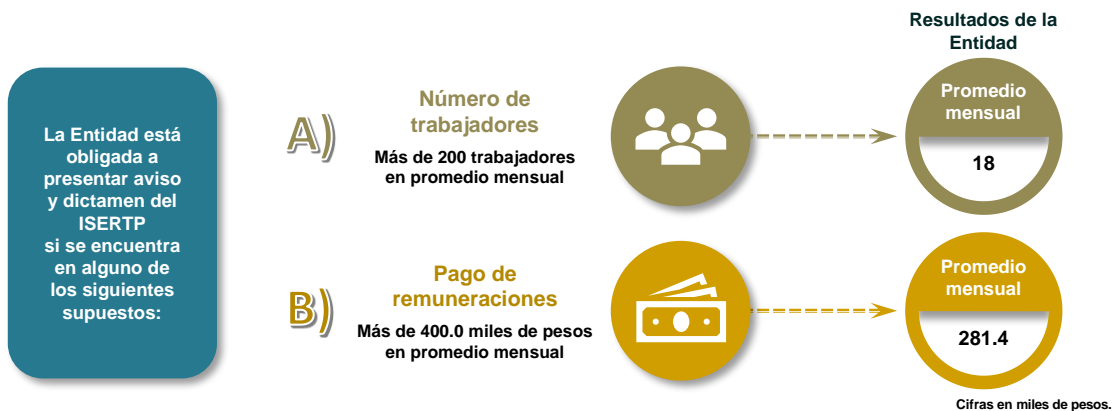 Resultados de la
Entidad
La Entidad está
obligada a
presentar aviso
y dictamen del
ISERTP
si se encuentra
en alguno de
los siguientes
supuestos:
A)
Número de
trabajadores
Más de 200 trabajadores
en promedio mensual
Promedio
mensual
18
B)
Pago de
remuneraciones
Más de 400.0 miles de pesos
en promedio mensual
Promedio
mensual
281.4
Cifras en miles de pesos.